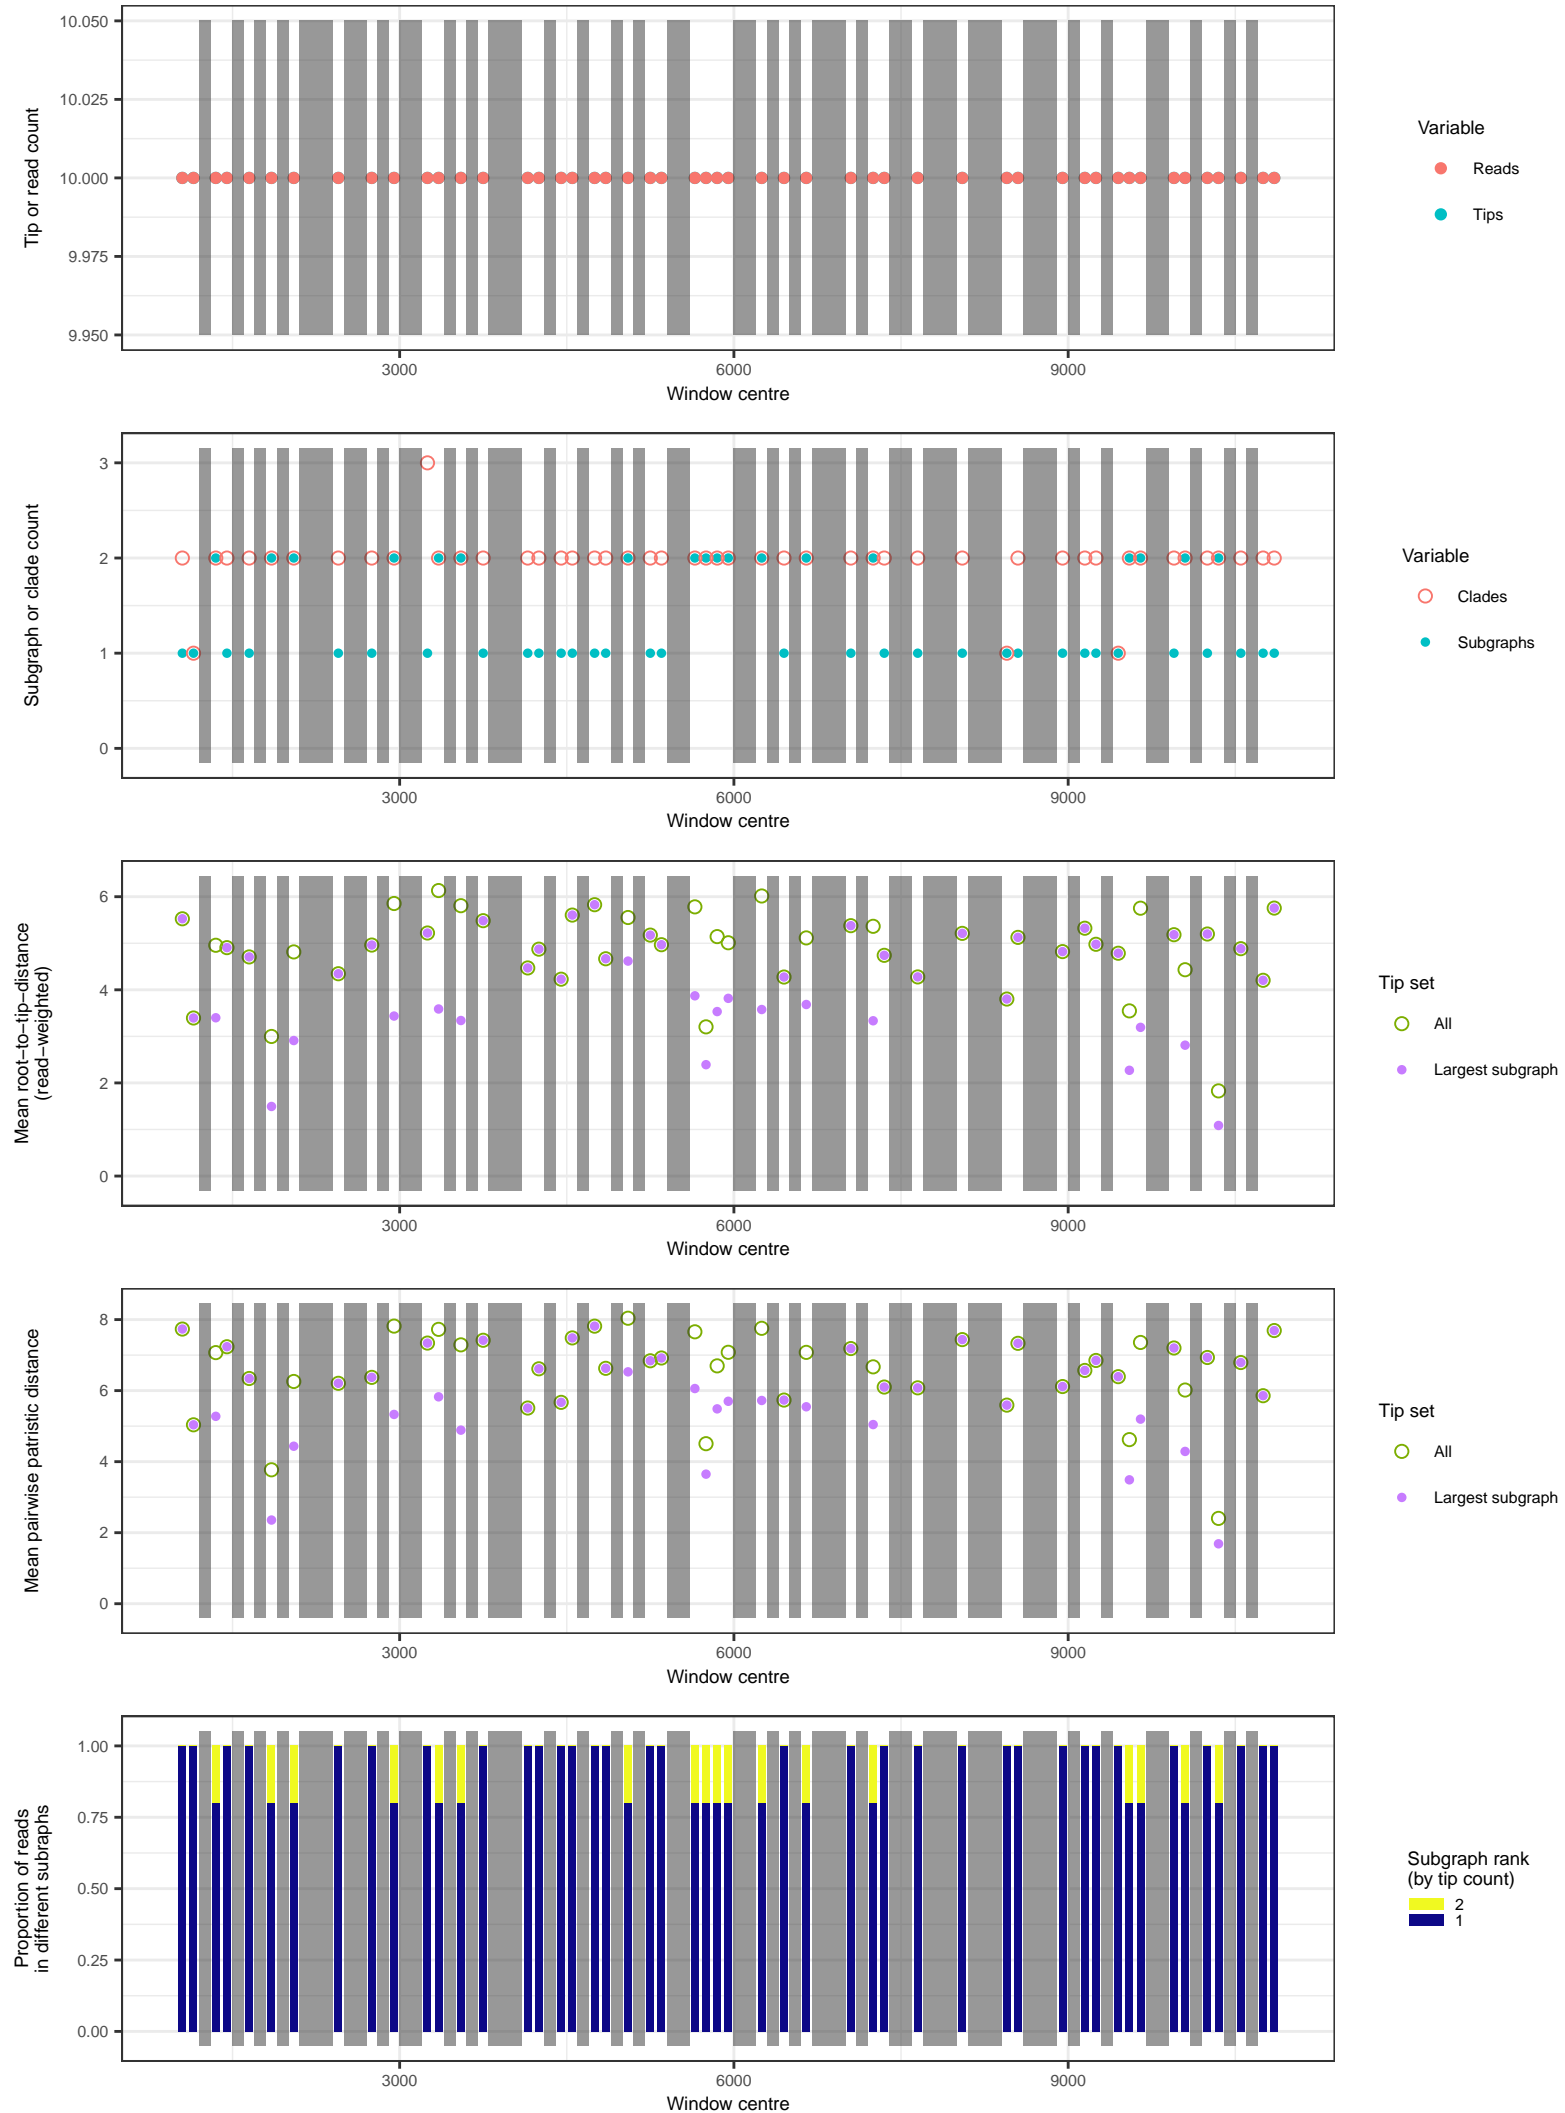 10.050
10.025
10.000
9.975
9.950
Tip or read count
3000
6000
9000
Window centre
Variable
Reads
Tips
3
2
1
0
Subgraph or clade count
3000
6000
9000
Window centre
Variable
Clades
Subgraphs
6
4
2
0
Mean root−to−tip−distance
(read−weighted)
3000
6000
9000
Window centre
Tip set
All
Largest subgraph
8
6
4
2
0
Mean pairwise patristic distance
3000
6000
9000
Window centre
Tip set
All
Largest subgraph
1.00
0.75
0.50
0.25
0.00
Proportion of reads
in different subraphs
3000
6000
9000
Window centre
Subgraph rank
(by tip count)
2
1